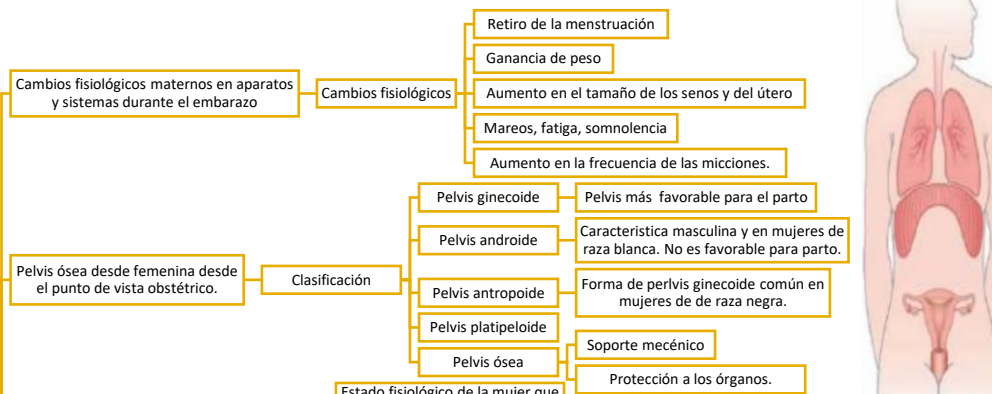 Retiro de la menstruación
Ganancia de peso
Cambios fisiológicos maternos en aparatos
y sistemas durante el embarazo
Cambios fisiológicos
Aumento en el tamaño de los senos y del útero
Mareos, fatiga, somnolencia
Aumento en la frecuencia de las micciones.
Pelvis ginecoide
Pelvis más favorable para el parto
Pelvis androide
Caracteristica masculina y en mujeres de
raza blanca. No es favorable para parto.
Pelvis ósea desde femenina desde
el punto de vista obstétrico.
Clasificación
Pelvis antropoide
Forma de perlvis ginecoide común en
mujeres de de raza negra.
Pelvis platipeloide
Pelvis ósea
Soporte mecénico
Protección a los órganos.
Estado fisiológico de la mujer que